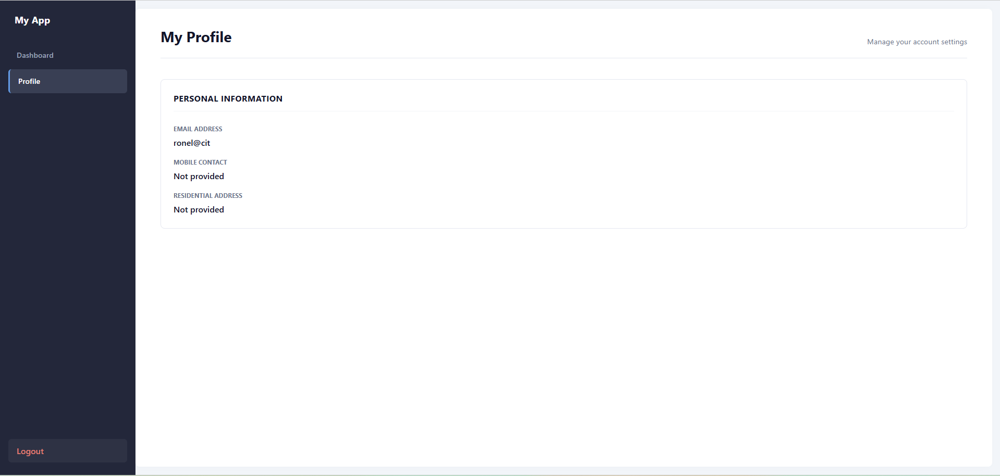 My App
Dashboard
Profile
Logout
My Profile
Manage your account settings
PERSONAL INFORMATION
EMAIL ADDRESS
ronel@cit
MOBILE CONTACT
Not provided
RESIDENTIAL ADDRESS
Not provided